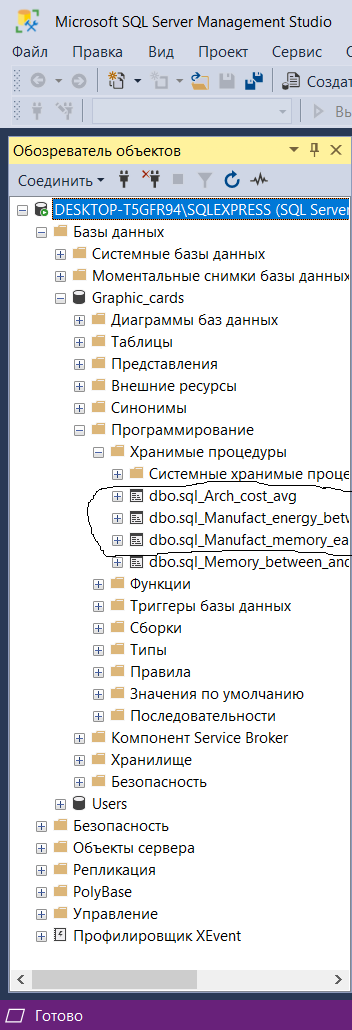 Microsoft SQL Server Management Studio
Файл Правка Вид Проект Сервис
Создат
Вы
Обозреватель объектов
Соединить
DESKTOP-T5GFR94\SQLEXPRESS (SQL Server
Базы данных
Системные базы данных
Моментальные снимки базы данных
Graphic_cards
Диаграммы баз данных
Таблицы
Представления
Внешние ресурсы
Синонимы
Программирование
Хранимые процедуры
Системные хранимые проце
dbo.sql_Arch_cost_avg
dbo.sql_Manufact_energy_betw
dbo.sql_Manufact_memory_ea
dbo.sql_Memory_between_and
Функции
Триггеры базы данных
Сборки
Типы
Правила
Значения по умолчанию
Последовательности
Компонент Service Broker
Хранилище
Безопасность
Users
Безопасность
Объекты сервера
Репликация
PolyBase
Управление
Профилировщик XEvent
Готово